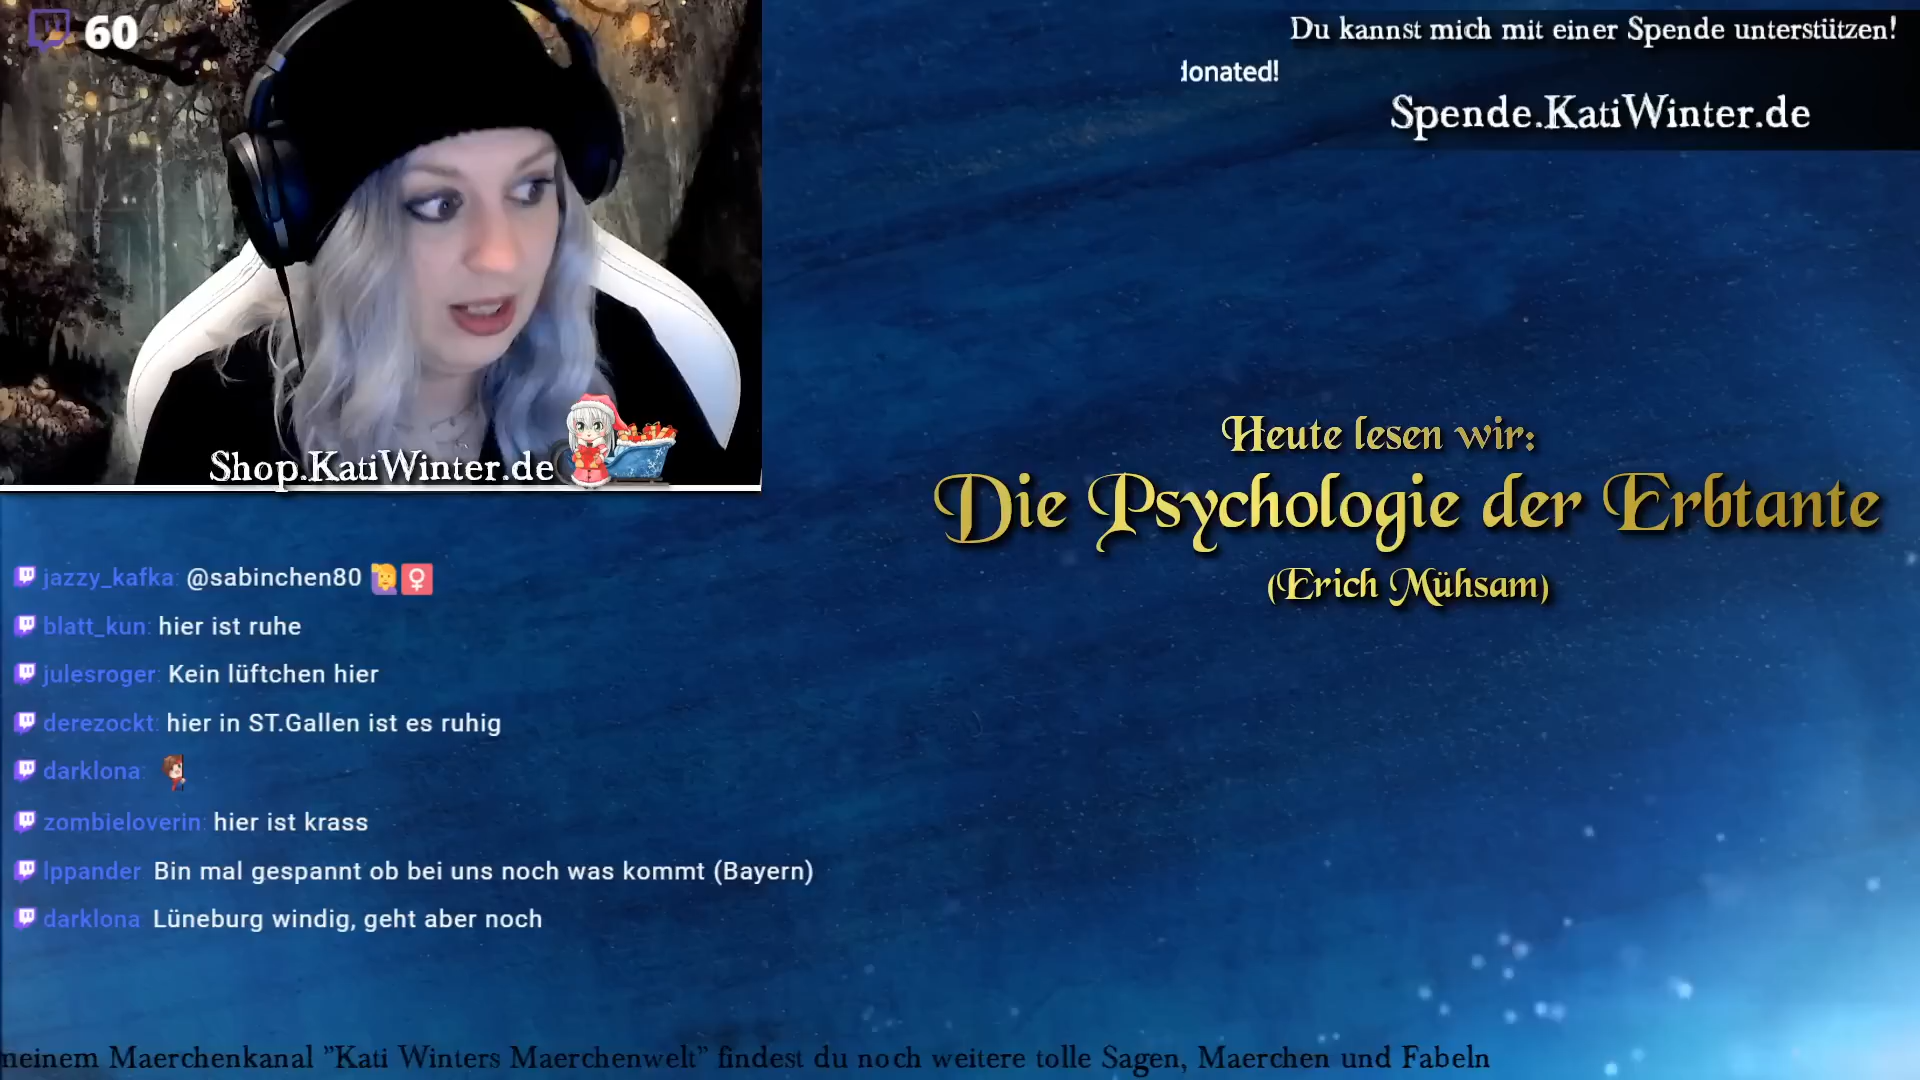 60
Du kannst mich mit einer Spende unterstützen!
donated!
Spende.KatiWinter.de
Shop.KatiWinter.de
Heute lesen wir:
Die Psychologie der Erbtante
(Erich Mühsam)
jazzy_kafka: @sabinchen80
blatt_kun: hier ist ruhe
julesroger: Kein lüftchen hier
derezockt: hier in ST.Gallen ist es ruhig
darklona:
zombieloverin: hier ist krass
lppander: Bin mal gespannt ob bei uns noch was kommt (Bayern)
darklona: Lüneburg windig, geht aber noch
meinem Maerchenkanal "Kati Winters Maerchenwelt" findest du noch weitere tolle Sagen, Maerchen und Fabeln